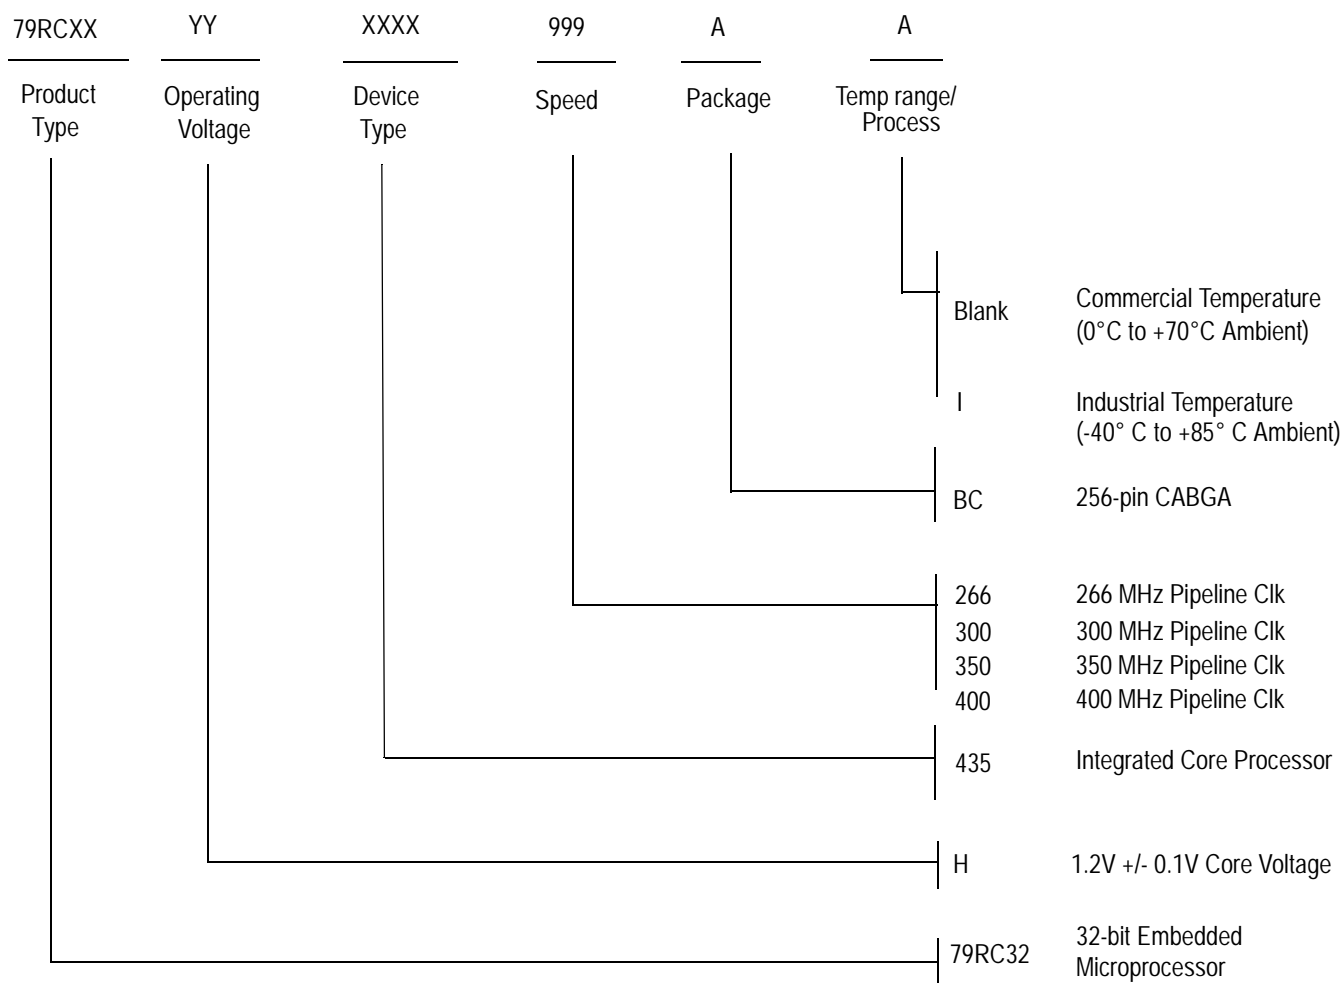 79RCXX YY XXXX 999 A A
Product Type
Operating Voltage
Device Type
Speed
Package
Temp range/ Process
Blank Commercial Temperature
(0°C to +70°C Ambient)
I Industrial Temperature
(-40° C to +85° C Ambient)
BC 256-pin CABGA
266 266 MHz Pipeline Clk
300 300 MHz Pipeline Clk
350 350 MHz Pipeline Clk
400 400 MHz Pipeline Clk
435 Integrated Core Processor
H 1.2V +/- 0.1V Core Voltage
79RC32 32-bit Embedded
Microprocessor